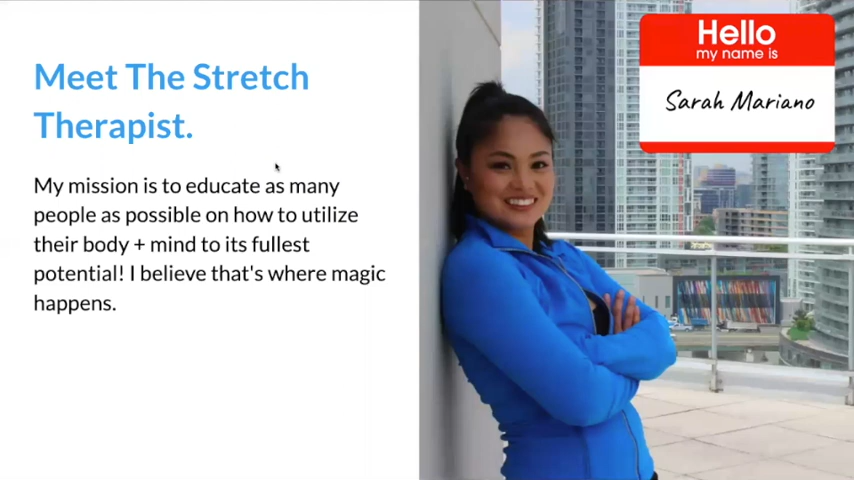 Meet The Stretch
Therapist.
My mission is to educate as many
people as possible on how to utilize
their body + mind to its fullest
potential! I believe that's where magic
happens.
Hello
my name is
Sarah Mariano